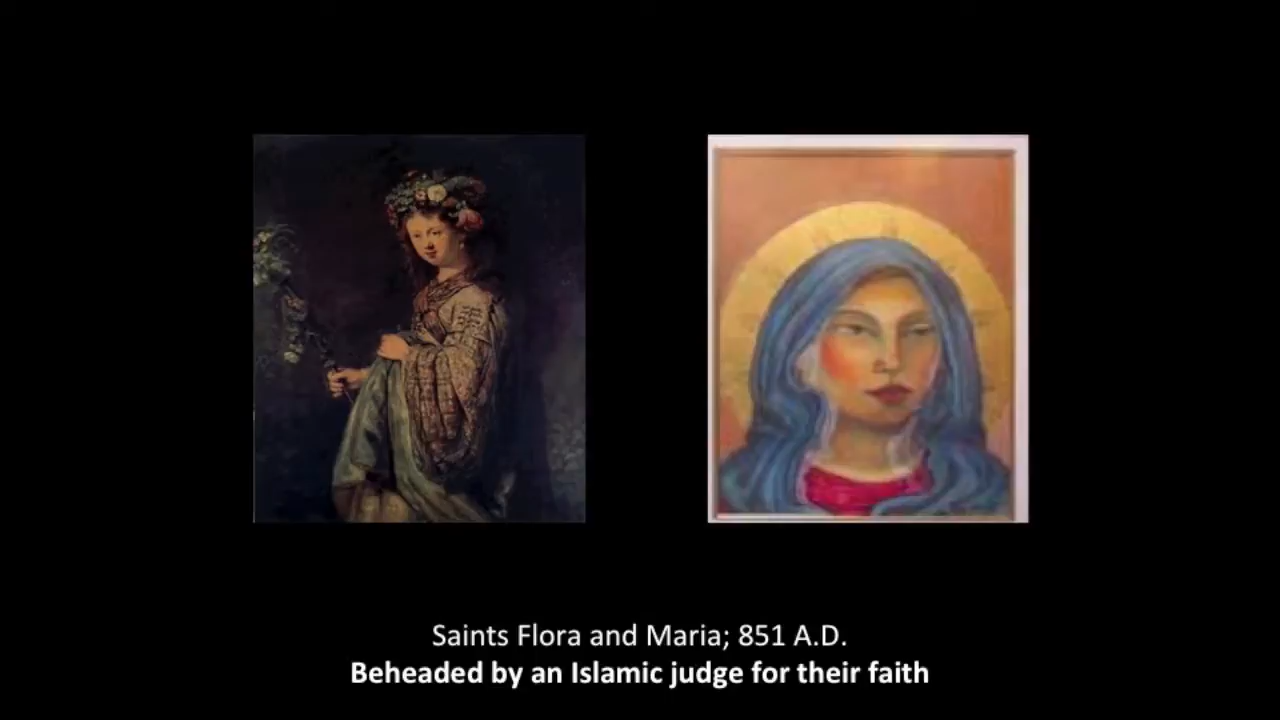 Saints Flora and Maria; 851 A.D.
Beheaded by an Islamic judge for their faith